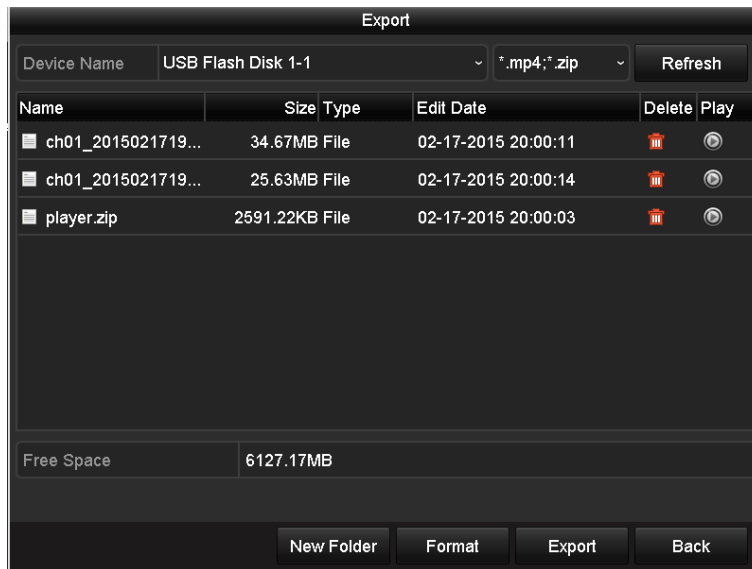 Export
Device Name USB Flash Disk 1-1 *.mp4;*.zip Refresh
Name Size Type Edit Date Delete Play
ch01_2015021719... 34.67MB File 02-17-2015 20:00:11
ch01_2015021719... 25.63MB File 02-17-2015 20:00:14
player.zip 2591.22KB File 02-17-2015 20:00:03
Free Space 6127.17MB
New Folder Format Export Back